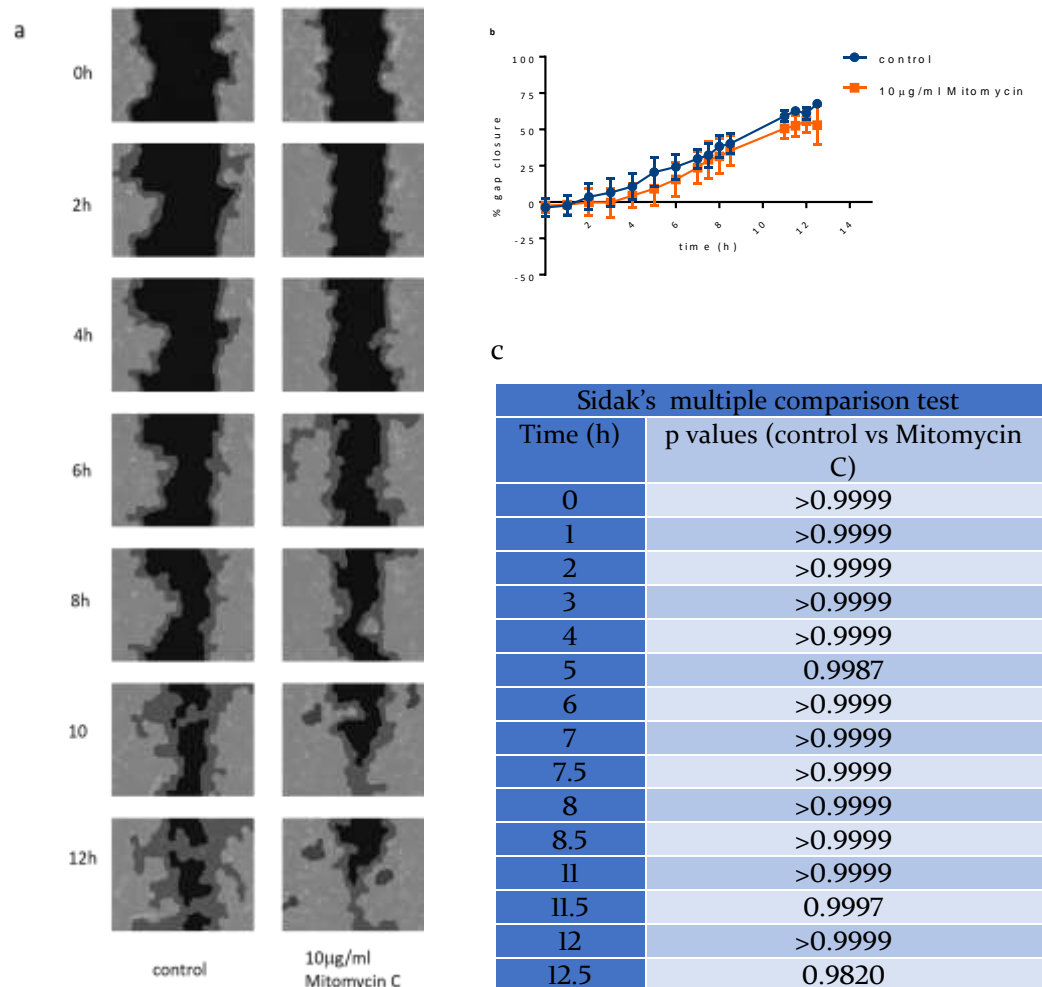 a
0h
2h
4h
6h
8h
10
12h
control
10µg/ml
Mitomycin C
b
100
75
50
25
0
-25
-50
% gap closure
2
4
6
8
10
12
14
time (h)
control
10 µg/ml Mitomycin
c
Sidak's multiple comparison test
Time (h) p values (control vs Mitomycin
C)
0 >0.9999
1 >0.9999
2 >0.9999
3 >0.9999
4 >0.9999
5 0.9987
6 >0.9999
7 >0.9999
7.5 >0.9999
8 >0.9999
8.5 >0.9999
11 >0.9999
11.5 0.9997
12 >0.9999
12.5 0.9820